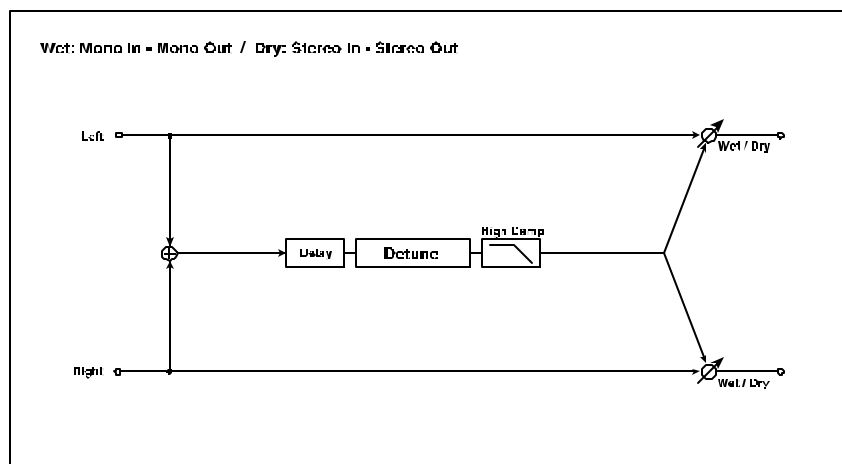 Wet: Mono In - Mono Out / Dry: Stereo In - Stereo Out
Left
Wet / Dry
High Damp
Delay
Detune
Right
Wet / Dry